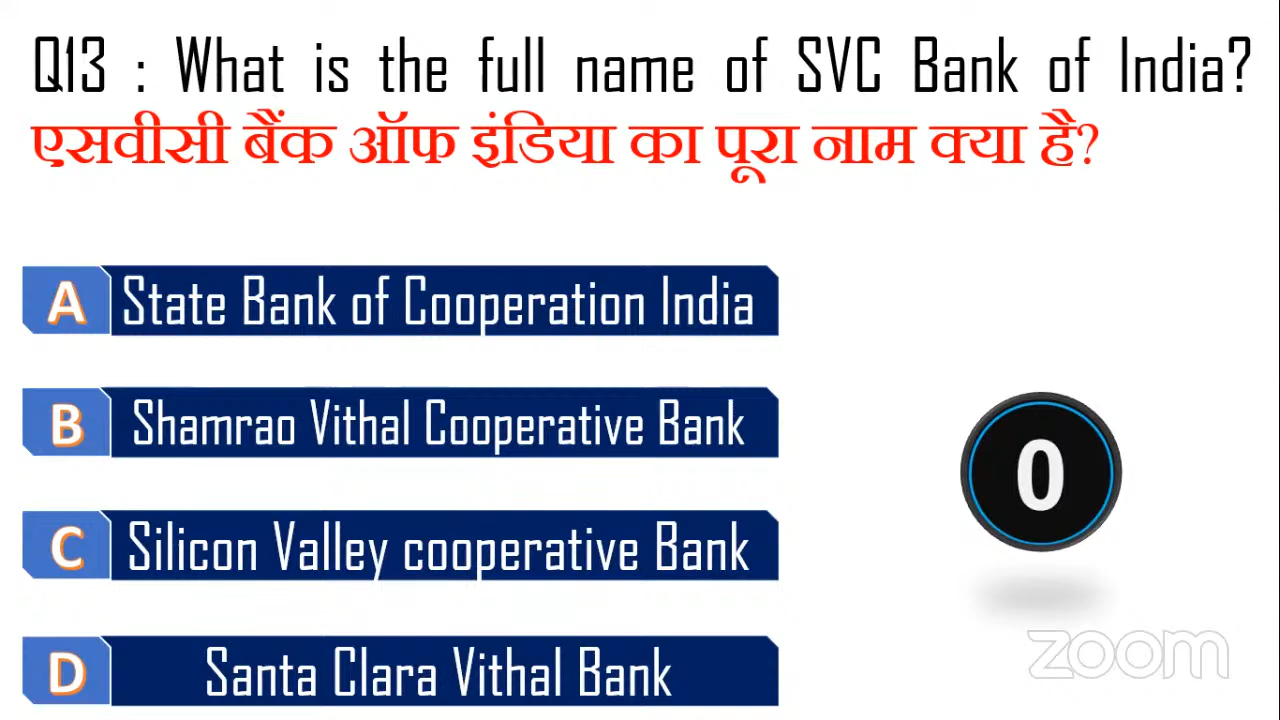 Q13 : What is the full name of SVC Bank of India?
एसवीसी बैंक ऑफ इंडिया का पूरा नाम क्या है?
A State Bank of Cooperation India
B Shamrao Vithal Cooperative Bank
0
C Silicon Valley cooperative Bank
zoom
D Santa Clara Vithal Bank